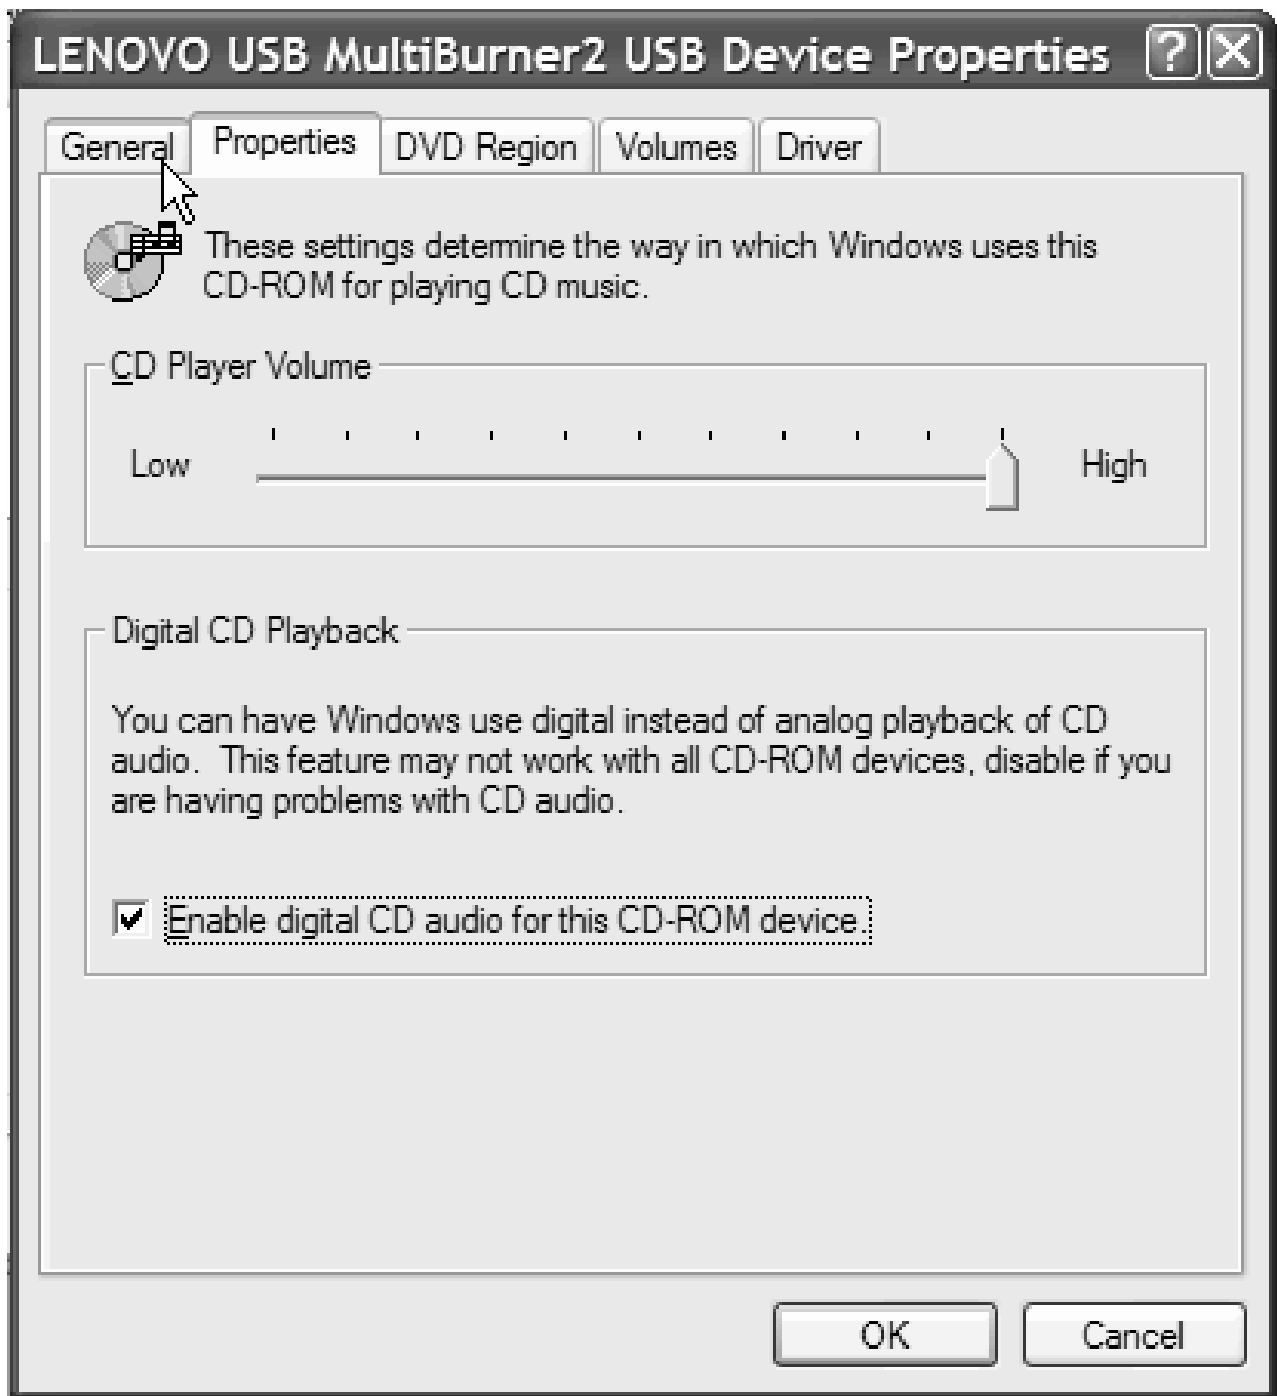 LENOVO USB MultiBurner2 USB Device Properties
General Properties DVD Region Volumes Driver
These settings determine the way in which Windows uses this
CD-ROM for playing CD music.
CD Player Volume
Low High
Digital CD Playback
You can have Windows use digital instead of analog playback of CD
audio.  This feature may not work with all CD-ROM devices, disable if you
are having problems with CD audio.
Enable digital CD audio for this CD-ROM device.
OK Cancel